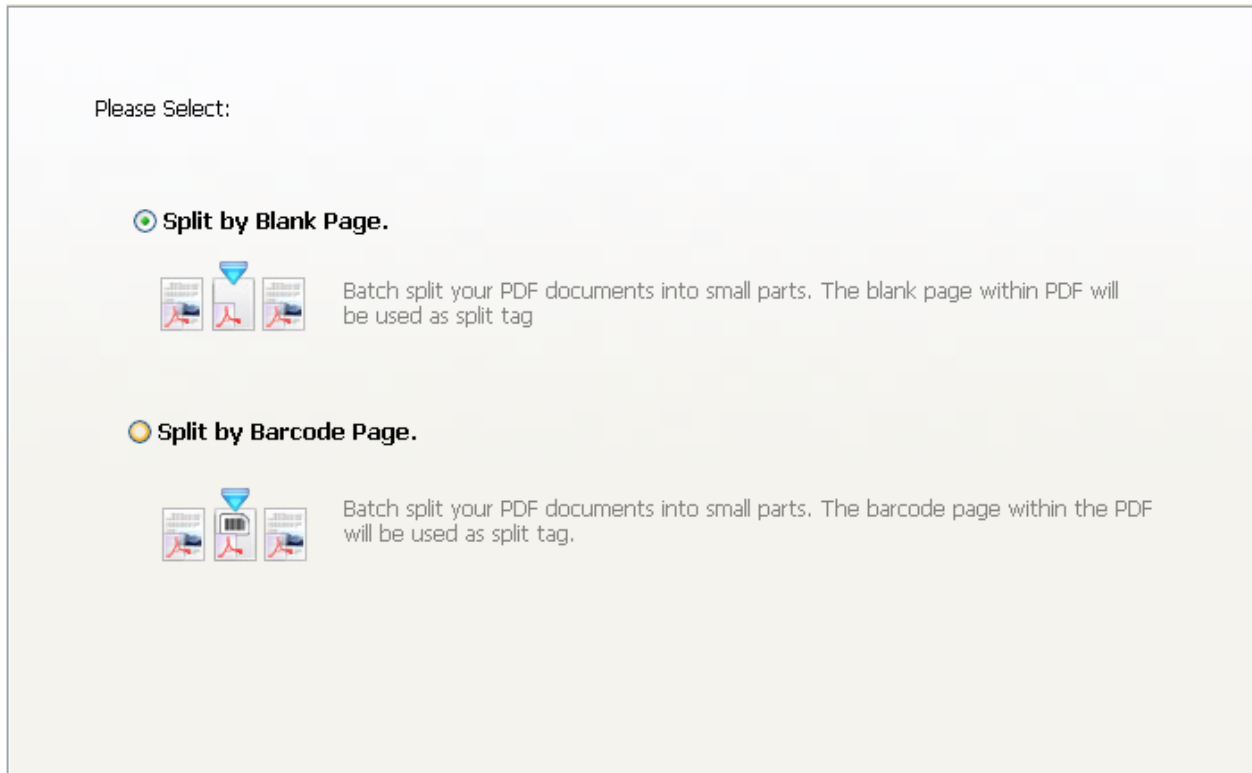 Please Select:
Split by Blank Page.
Batch split your PDF documents into small parts. The blank page within PDF will
be used as split tag
Split by Barcode Page.
Batch split your PDF documents into small parts. The barcode page within the PDF
will be used as split tag.